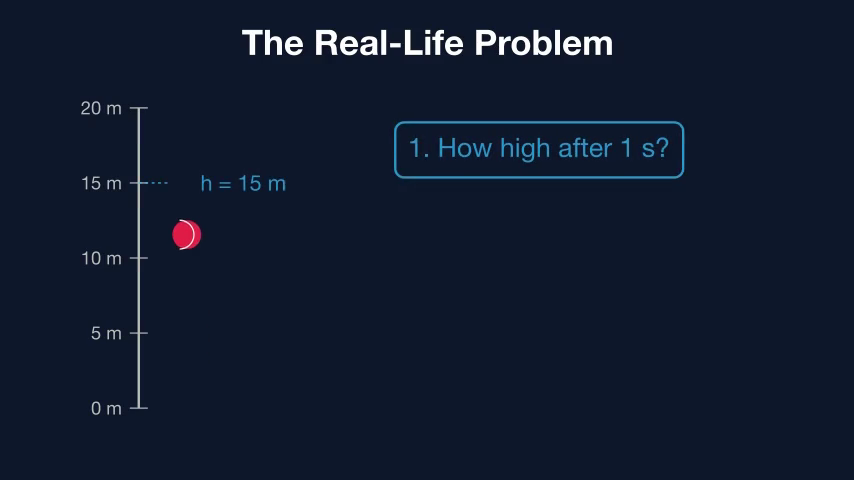 The Real-Life Problem
20 m
1. How high after 1 s?
15 m
h = 15 m
10 m
5 m
0 m